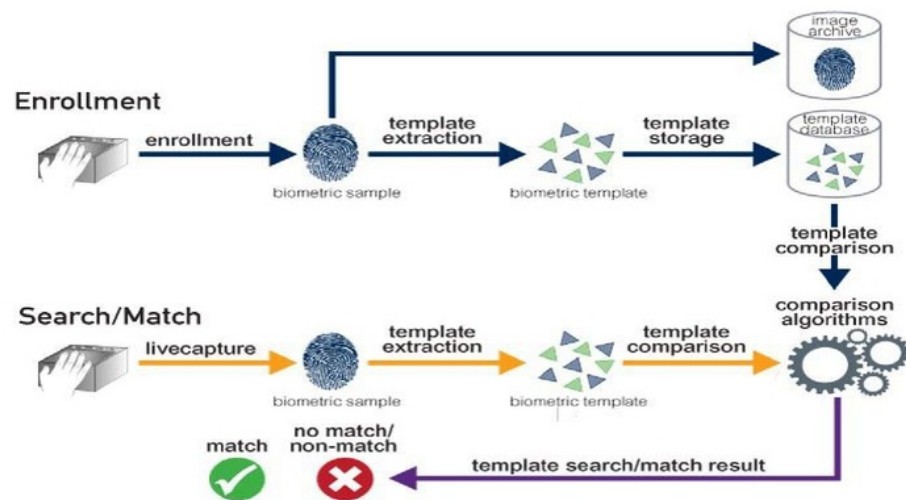 image
archive
Enrollment
enrollment
template
extraction
template
storage
template
database
biometric sample
biometric template
template
comparison
Search/Match
comparison
algorithms
livecapture
template
extraction
template
comparison
biometric sample
biometric template
match
no match/
non-match
template search/match result